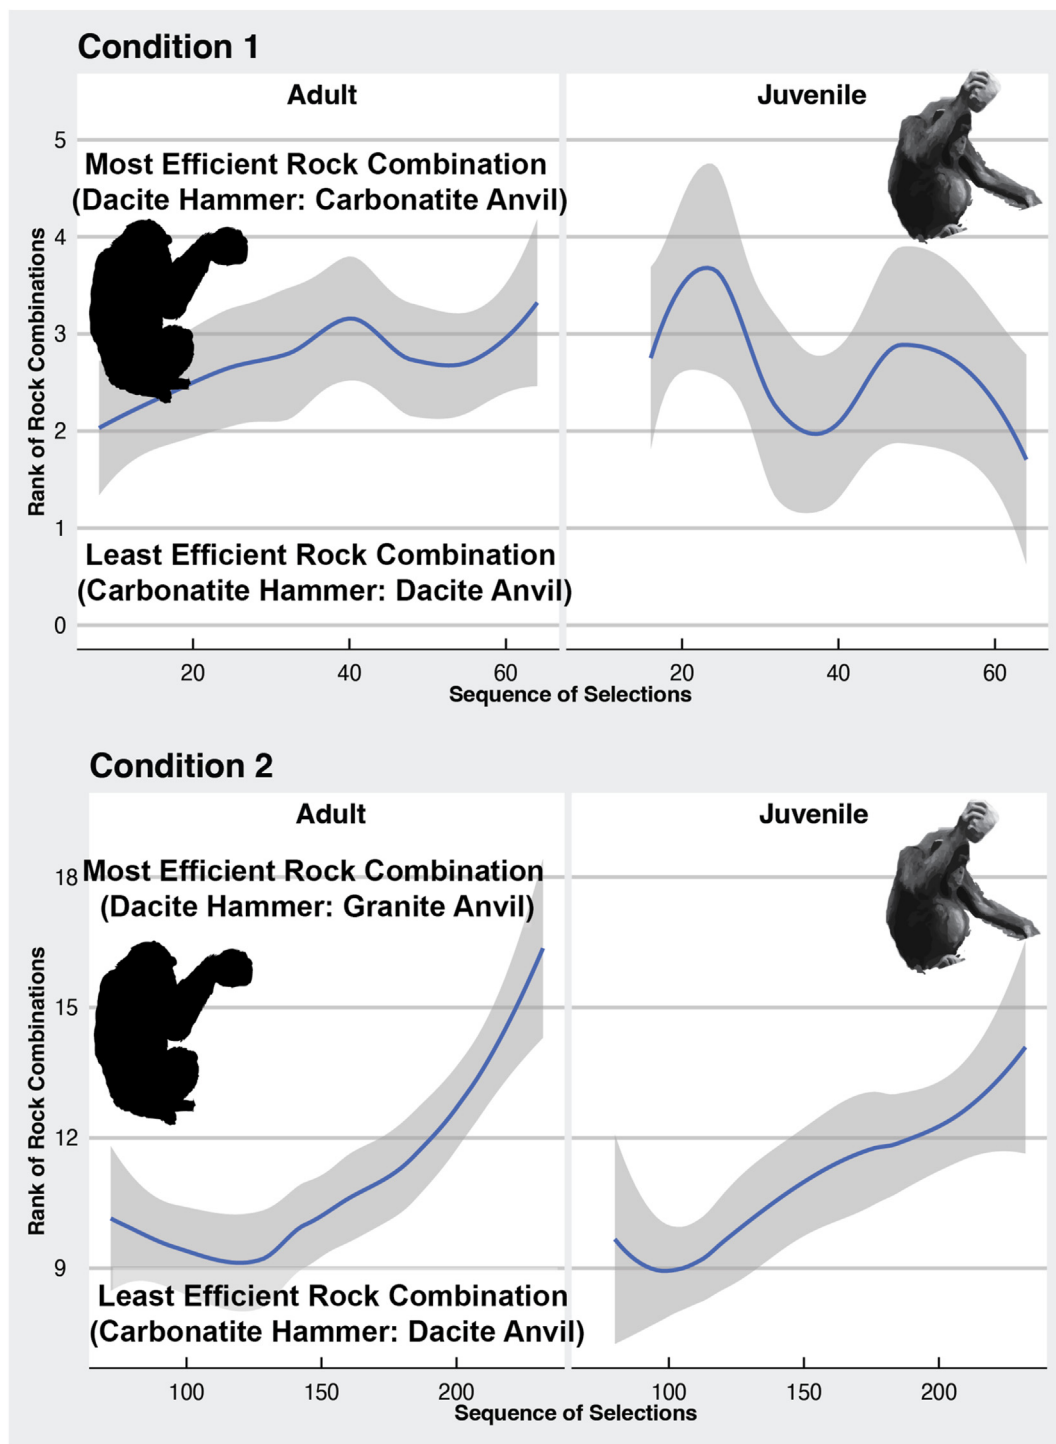 Condition 1
Adult
Juvenile
5
Most Efficient Rock Combination
(Dacite Hammer: Carbonatite Anvil)
4
3
2
1
Least Efficient Rock Combination
(Carbonatite Hammer: Dacite Anvil)
0
Rank of Rock Combinations
20 40 60
20 40 60
Sequence of Selections
Condition 2
Adult
Juvenile
18
Most Efficient Rock Combination
(Dacite Hammer: Granite Anvil)
15
12
9
Least Efficient Rock Combination
(Carbonatite Hammer: Dacite Anvil)
Rank of Rock Combinations
100 150 200
100 150 200
Sequence of Selections